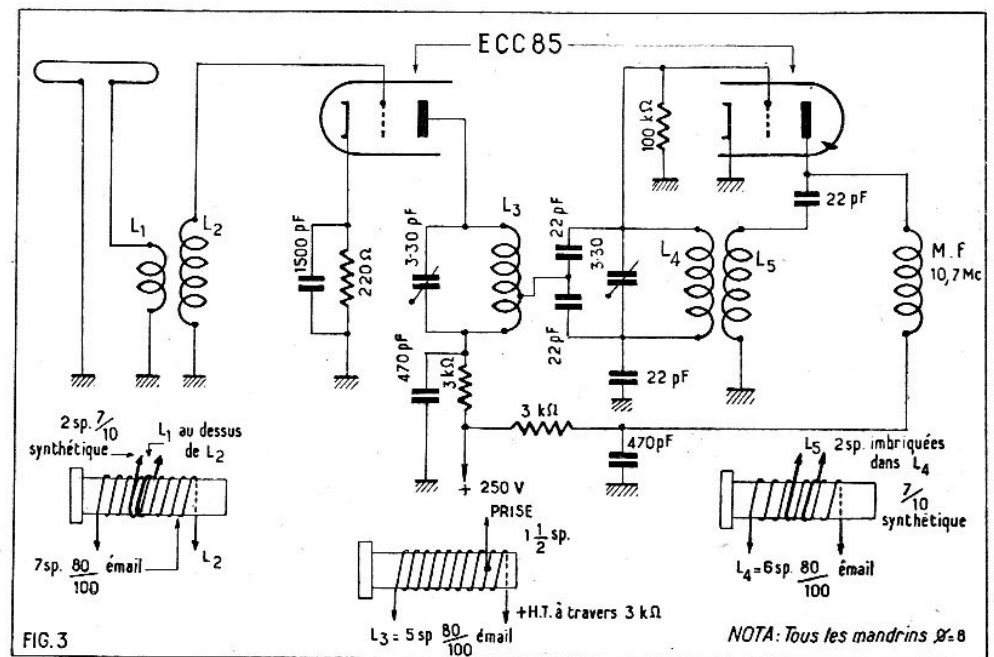 ECC85
L1
L2
1500 pF
220Ω
3-30 pF
L3
470 pF
3 kΩ
+ 250 V
22 pF
22 pF
3-30
100 kΩ
L4
L5
22 pF
22 pF
M.F
10,7 Mc
3 kΩ
470pF
2 sp. 7/10
synthétique
L1 au dessus
de L2
7 sp. 80/100 émail
L2
PRISE
1 1/2 sp.
+H.T. à travers 3 kΩ
L3 = 5 sp 80/100 émail
L5 2 sp. imbriquées
dans L4
7/10
synthétique
L4 = 6 sp. 80/100 émail
FIG.3
NOTA: Tous les mandrins Ø=8